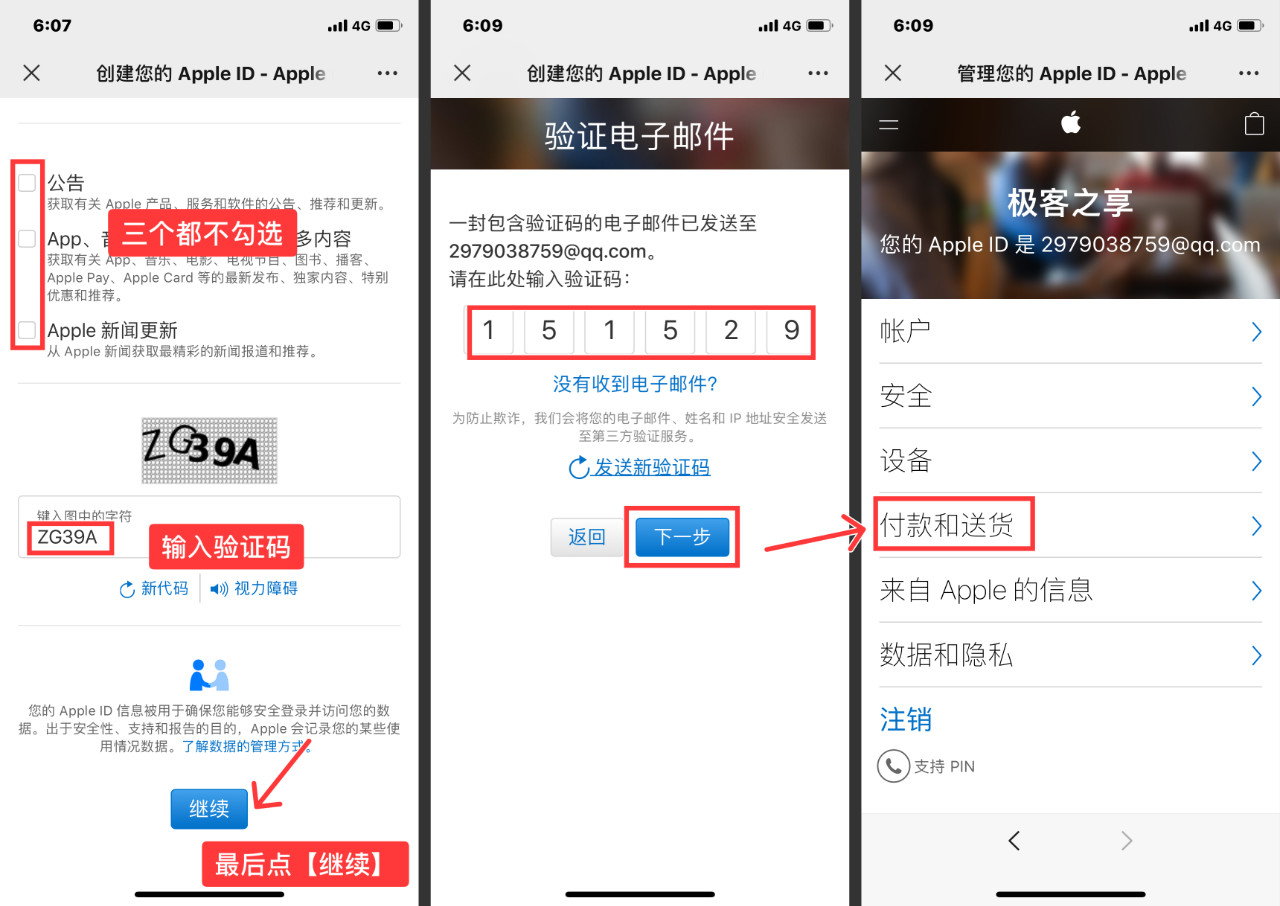 6:07
4G
创建您的 Apple ID - Apple
公告
获取有关 Apple 产品、服务和软件的公告、推荐和更新。
三个都不勾选
App、
多内容
获取有关 App、音乐、电影、电视节目、图书、播客、
Apple Pay、Apple Card 等的最新发布、独家内容、特别
优惠和推荐。
Apple 新闻更新
从 Apple 新闻获取最精彩的新闻报道和推荐。
ZG39A
键入图中的字符
ZG39A
输入验证码
新代码
视力障碍
您的 Apple ID 信息被用于确保您能够安全登录并访问您的数
据。出于安全性、支持和报告的目的，Apple 会记录您的某些使
用情况数据。了解数据的管理方式。
继续
最后点【继续】
6:09
4G
创建您的 Apple ID - Apple
验证电子邮件
一封包含验证码的电子邮件已发送至
2979038759@qq.com。
请在此处输入验证码：
1 5 1 5 2 9
没有收到电子邮件?
为防止欺诈，我们会将您的电子邮件、姓名和 IP 地址安全发送
至第三方验证服务。
发送新验证码
返回
下一步
6:09
4G
管理您的 Apple ID - Apple
极客之享
您的 Apple ID 是 2979038759@qq.com
帐户
安全
设备
付款和送货
来自 Apple 的信息
数据和隐私
注销
支持 PIN